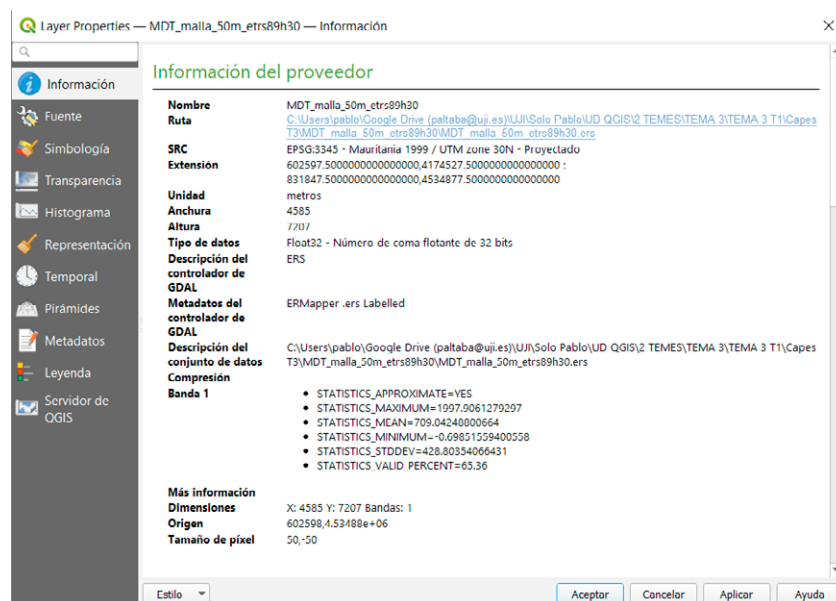 Layer Properties — MDT_malla_50m_etrs89h30 — Información
Información
Fuente
Simbología
Transparencia
Histograma
Representación
Temporal
Pirámides
Metadatos
Leyenda
Servidor de
QGIS
Información del proveedor
Nombre MDT_malla_50m_etrs89h30
Ruta C:\Users\pablo\Google Drive (paltaba@uji.es)\UJI\Solo Pablo\UD QGIS\2 TEMES\TEMA 3\TEMA 3 T1\Capes
T3\MDT_malla_50m_etrs89h30\MDT_malla_50m_etrs89h30.ers
SRC EPSG:3345 - Mauritania 1999 / UTM zone 30N - Proyectado
Extensión 602597.5000000000000000,4174527.5000000000000000 :
831847.5000000000000000,4534877.5000000000000000
Unidad metros
Anchura 4585
Altura 7207
Tipo de datos Float32 - Número de coma flotante de 32 bits
Descripción del ERS
controlador de
GDAL
Metadatos del ERMapper .ers Labelled
controlador de
GDAL
Descripción del C:\Users\pablo\Google Drive (paltaba@uji.es)\UJI\Solo Pablo\UD QGIS\2 TEMES\TEMA 3\TEMA 3 T1\Capes
conjunto de datos T3\MDT_malla_50m_etrs89h30\MDT_malla_50m_etrs89h30.ers
Compresión
Banda 1 • STATISTICS_APPROXIMATE=YES
• STATISTICS_MAXIMUM=1997.9061279297
• STATISTICS_MEAN=709.04248800664
• STATISTICS_MINIMUM=-0.69851559400558
• STATISTICS_STDDEV=428.80354066431
• STATISTICS_VALID_PERCENT=65.36
Más información
Dimensiones X: 4585 Y: 7207 Bandas: 1
Origen 602598,4.53488e+06
Tamaño de píxel 50,-50
Estilo Aceptar Cancelar Aplicar Ayuda